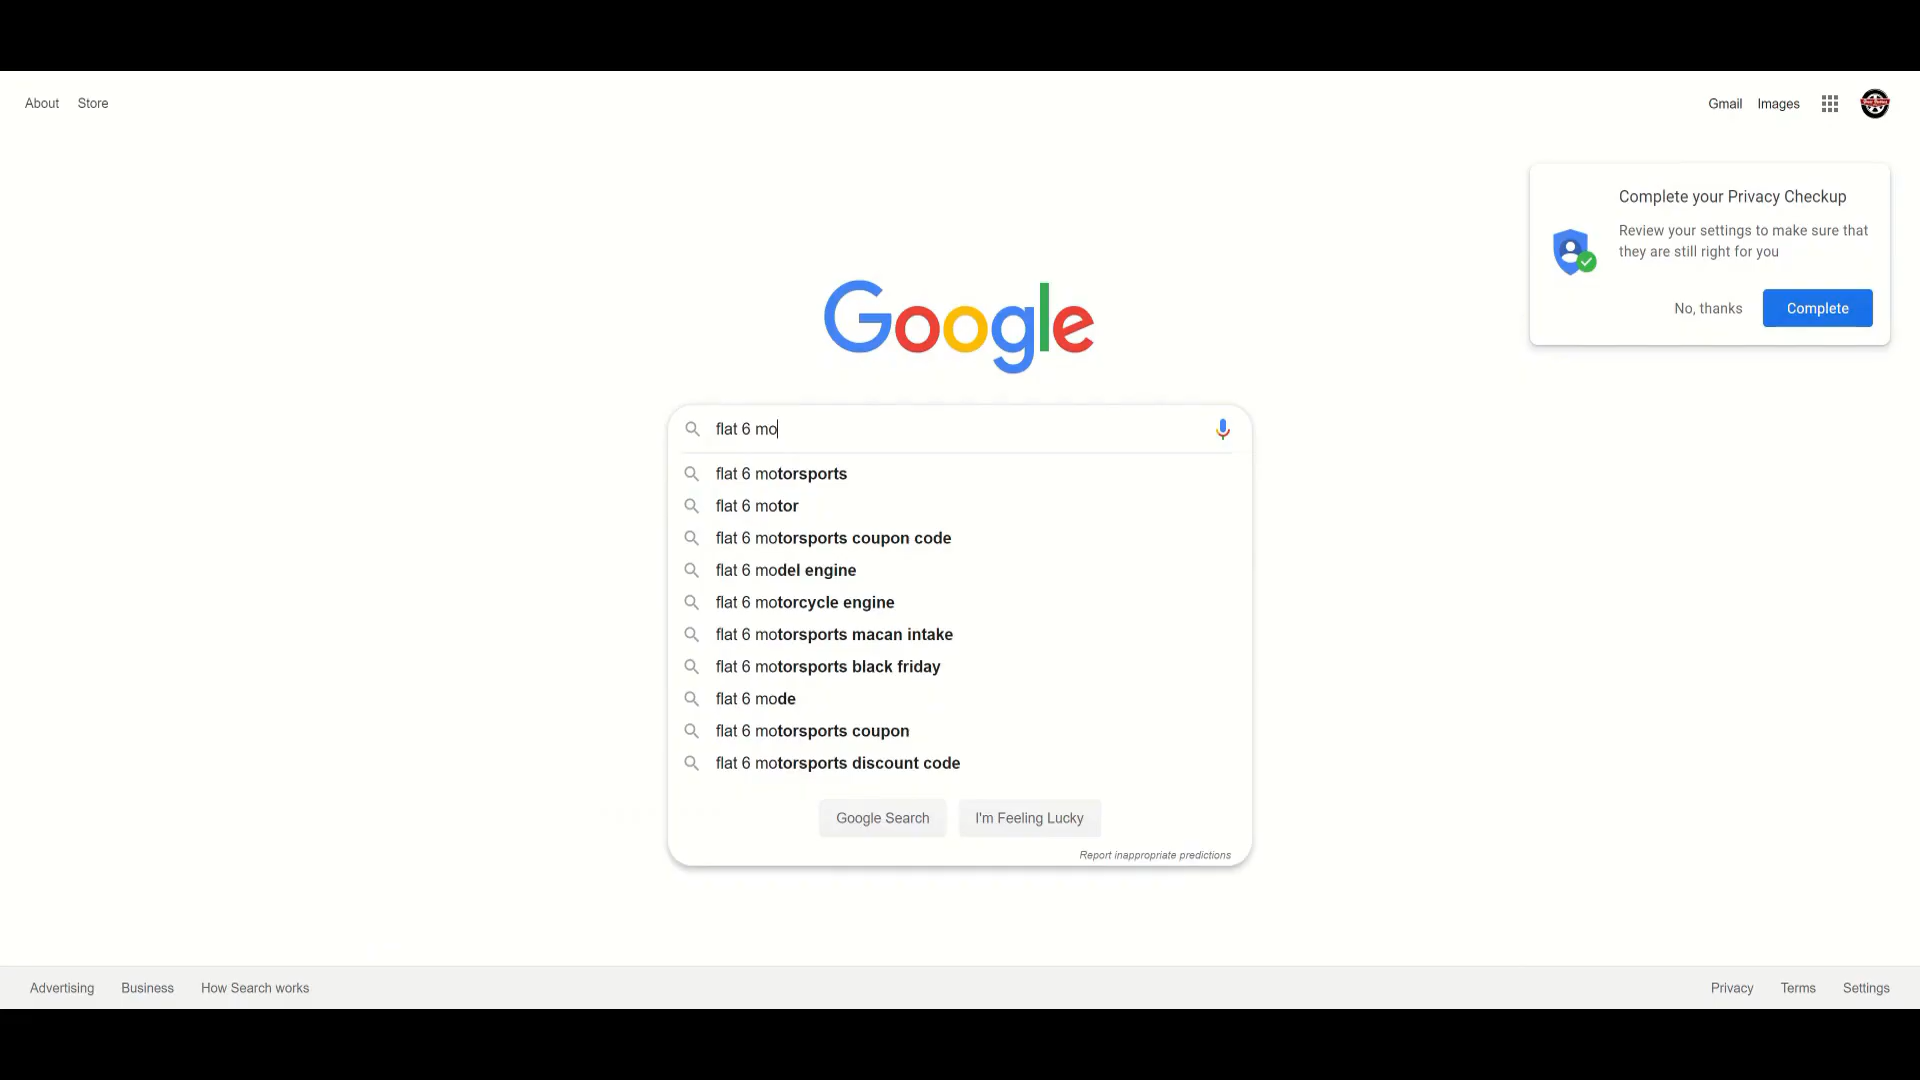 About Store
Gmail Images
Complete your Privacy Checkup
Review your settings to make sure that
they are still right for you
No, thanks Complete
Google
flat 6 mo
flat 6 motorsports
flat 6 motor
flat 6 motorsports coupon code
flat 6 model engine
flat 6 motorcycle engine
flat 6 motorsports macan intake
flat 6 motorsports black friday
flat 6 mode
flat 6 motorsports coupon
flat 6 motorsports discount code
Google Search I'm Feeling Lucky
Report inappropriate predictions
Advertising Business How Search works
Privacy Terms Settings